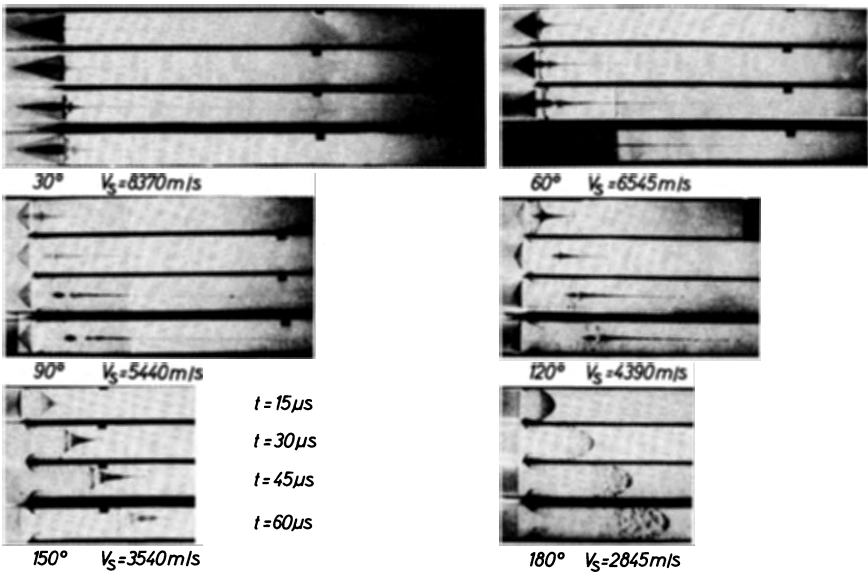 30° Vs=8370m/s
60° Vs=6545m/s
90° Vs=5440m/s
120° Vs=4390m/s
t=15µs
t=30µs
t=45µs
t=60µs
150° Vs=3540m/s
180° Vs=2845m/s